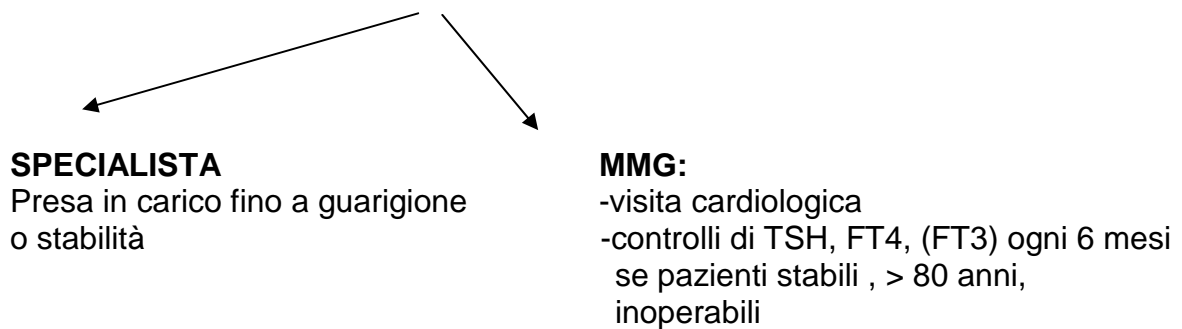 SPECIALISTA
Presa in carico fino a guarigione
o stabilità
MMG:
-visita cardiologica
-controlli di TSH, FT4, (FT3) ogni 6 mesi
se pazienti stabili , > 80 anni,
inoperabili